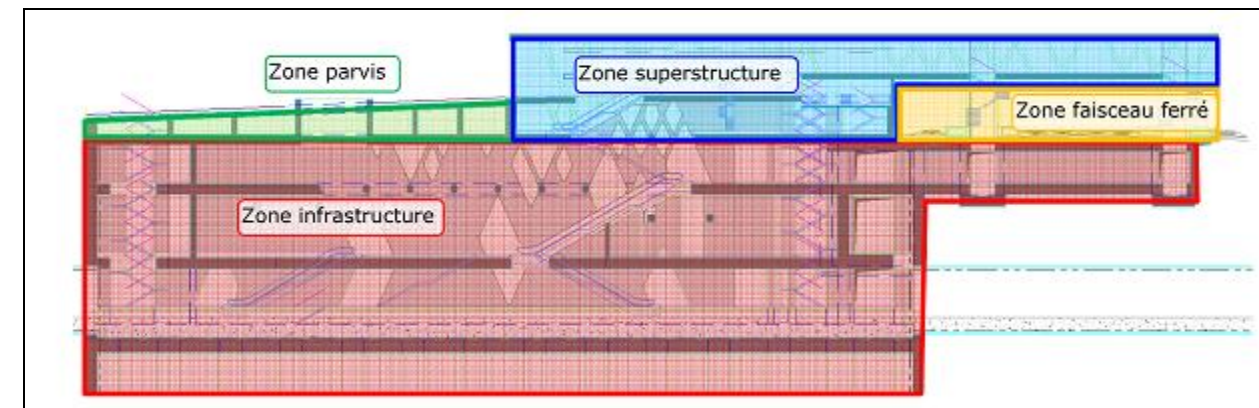 Zone parvis
Zone superstructure
Zone faisceau ferré
Zone infrastructure